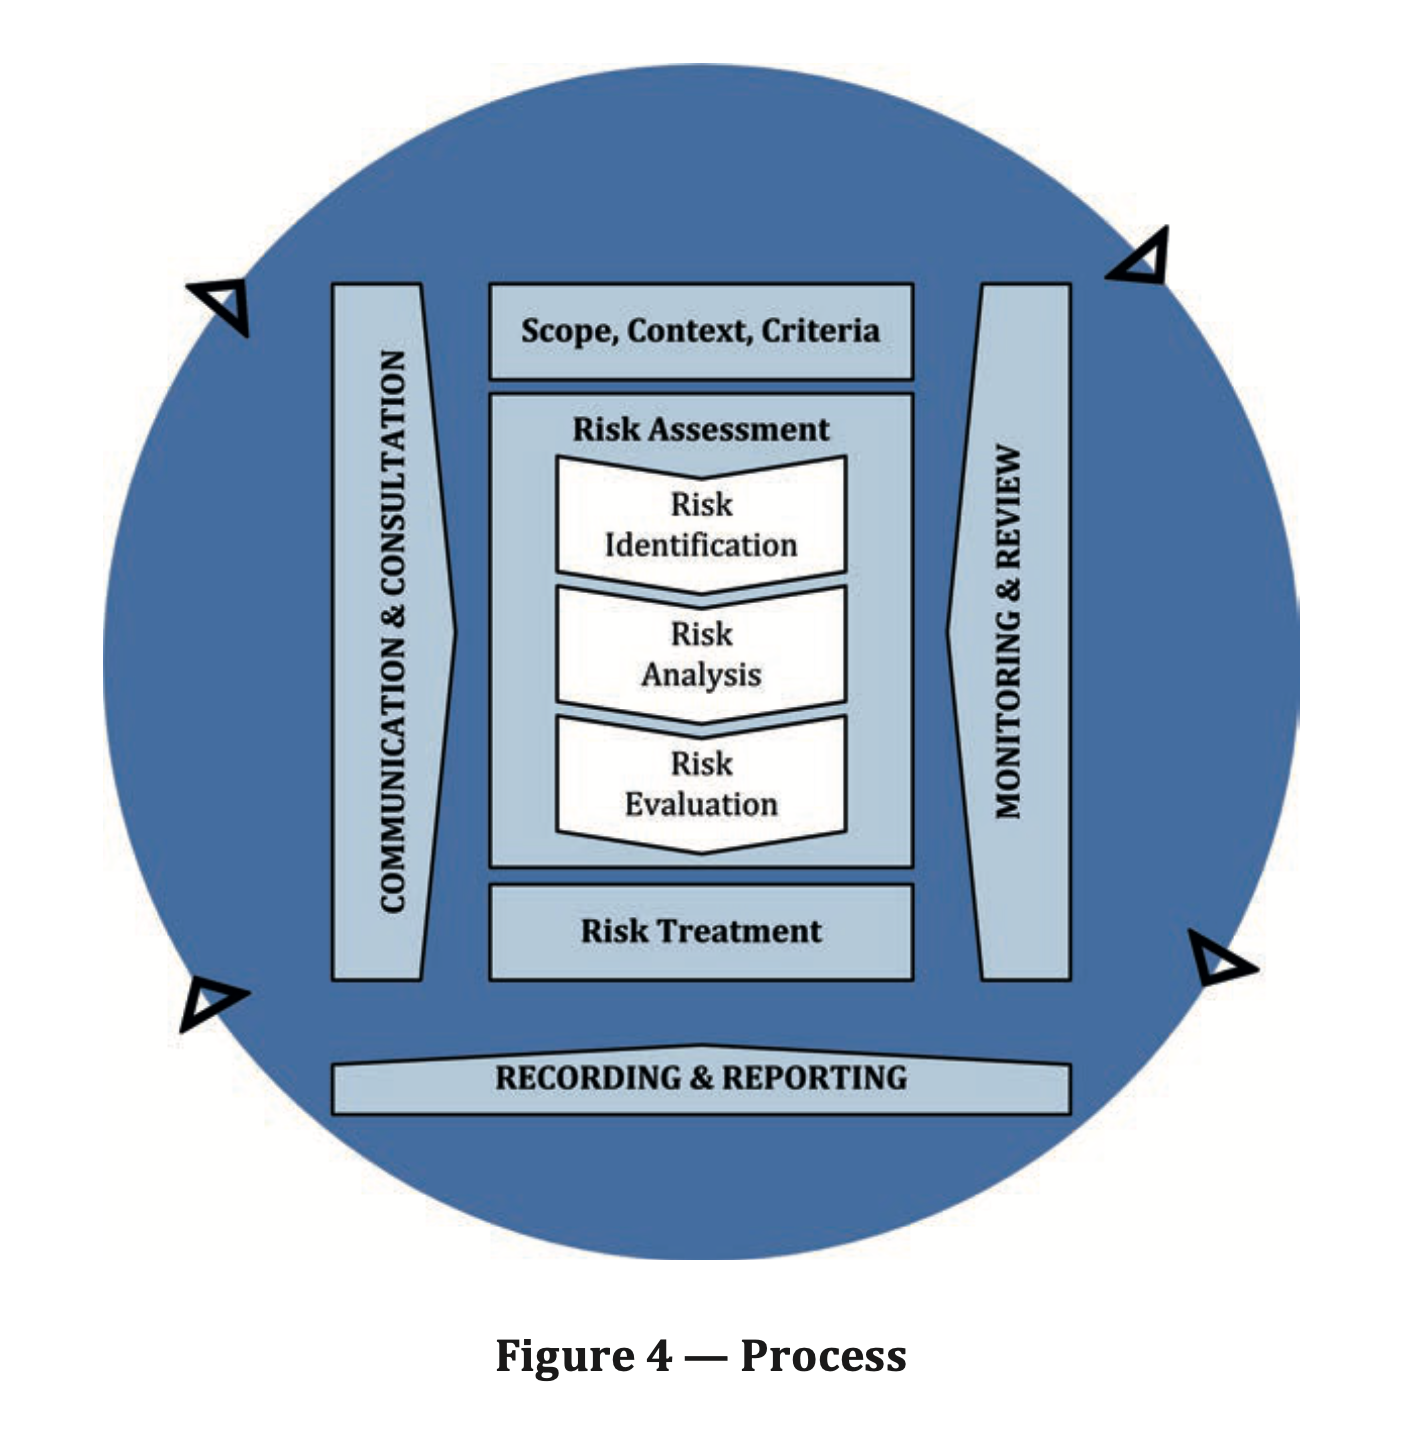 Scope, Context, Criteria
COMMUNICATION & CONSULTATION
Risk Assessment
Risk
Identification
Risk
Analysis
Risk
Evaluation
MONITORING & REVIEW
Risk Treatment
RECORDING & REPORTING
Figure 4 — Process